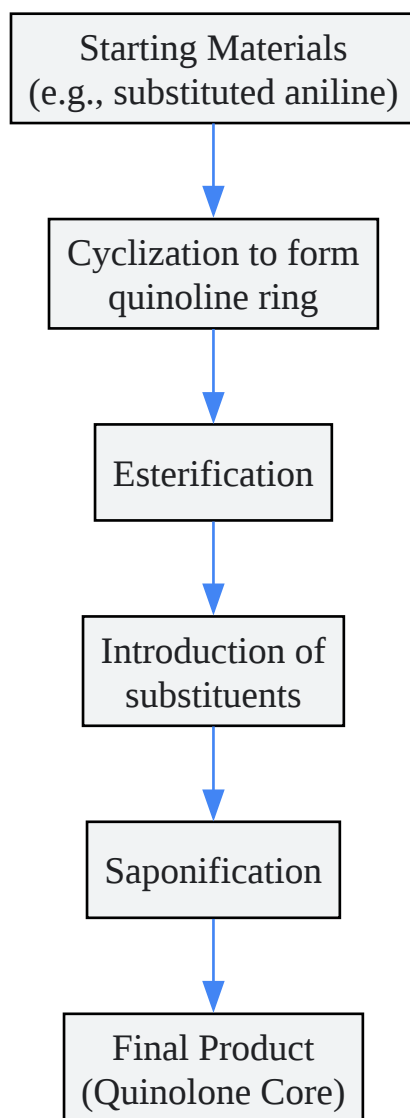 Starting Materials
(e.g., substituted aniline)
Cyclization to form
quinoline ring
Esterification
Introduction of
substituents
Saponification
Final Product
(Quinolone Core)